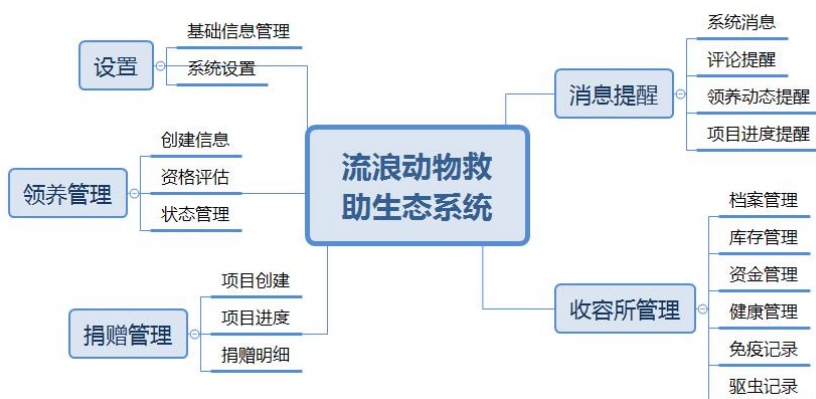 流浪动物救
助生态系统
设置
基础信息管理
系统设置
领养管理
创建信息
资格评估
状态管理
捐赠管理
项目创建
项目进度
捐赠明细
消息提醒
系统消息
评论提醒
领养动态提醒
项目进度提醒
收容所管理
档案管理
库存管理
资金管理
健康管理
免疫记录
驱虫记录